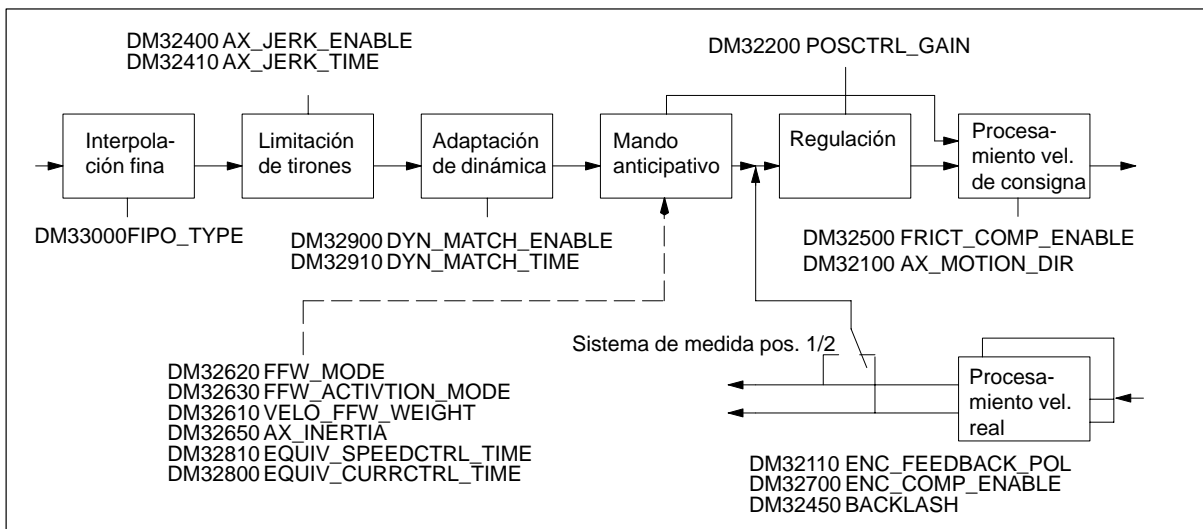 DM32400 AX_JERK_ENABLE
DM32410 AX_JERK_TIME
DM32200 POSCTRL_GAIN
Interpola-
ción fina
Limitación
de tirones
Adaptación
de dinámica
Mando
anticipativo
Regulación
Procesa-
miento vel.
de consigna
DM33000FIPO_TYPE
DM32900 DYN_MATCH_ENABLE
DM32910 DYN_MATCH_TIME
DM32500 FRICT_COMP_ENABLE
DM32100 AX_MOTION_DIR
Sistema de medida pos. 1/2
DM32620 FFW_MODE
DM32630 FFW_ACTIVTION_MODE
DM32610 VELO_FFW_WEIGHT
DM32650 AX_INERTIA
DM32810 EQUIV_SPEEDCTRL_TIME
DM32800 EQUIV_CURRCTRL_TIME
Procesa-
miento vel.
real
DM32110 ENC_FEEDBACK_POL
DM32700 ENC_COMP_ENABLE
DM32450 BACKLASH